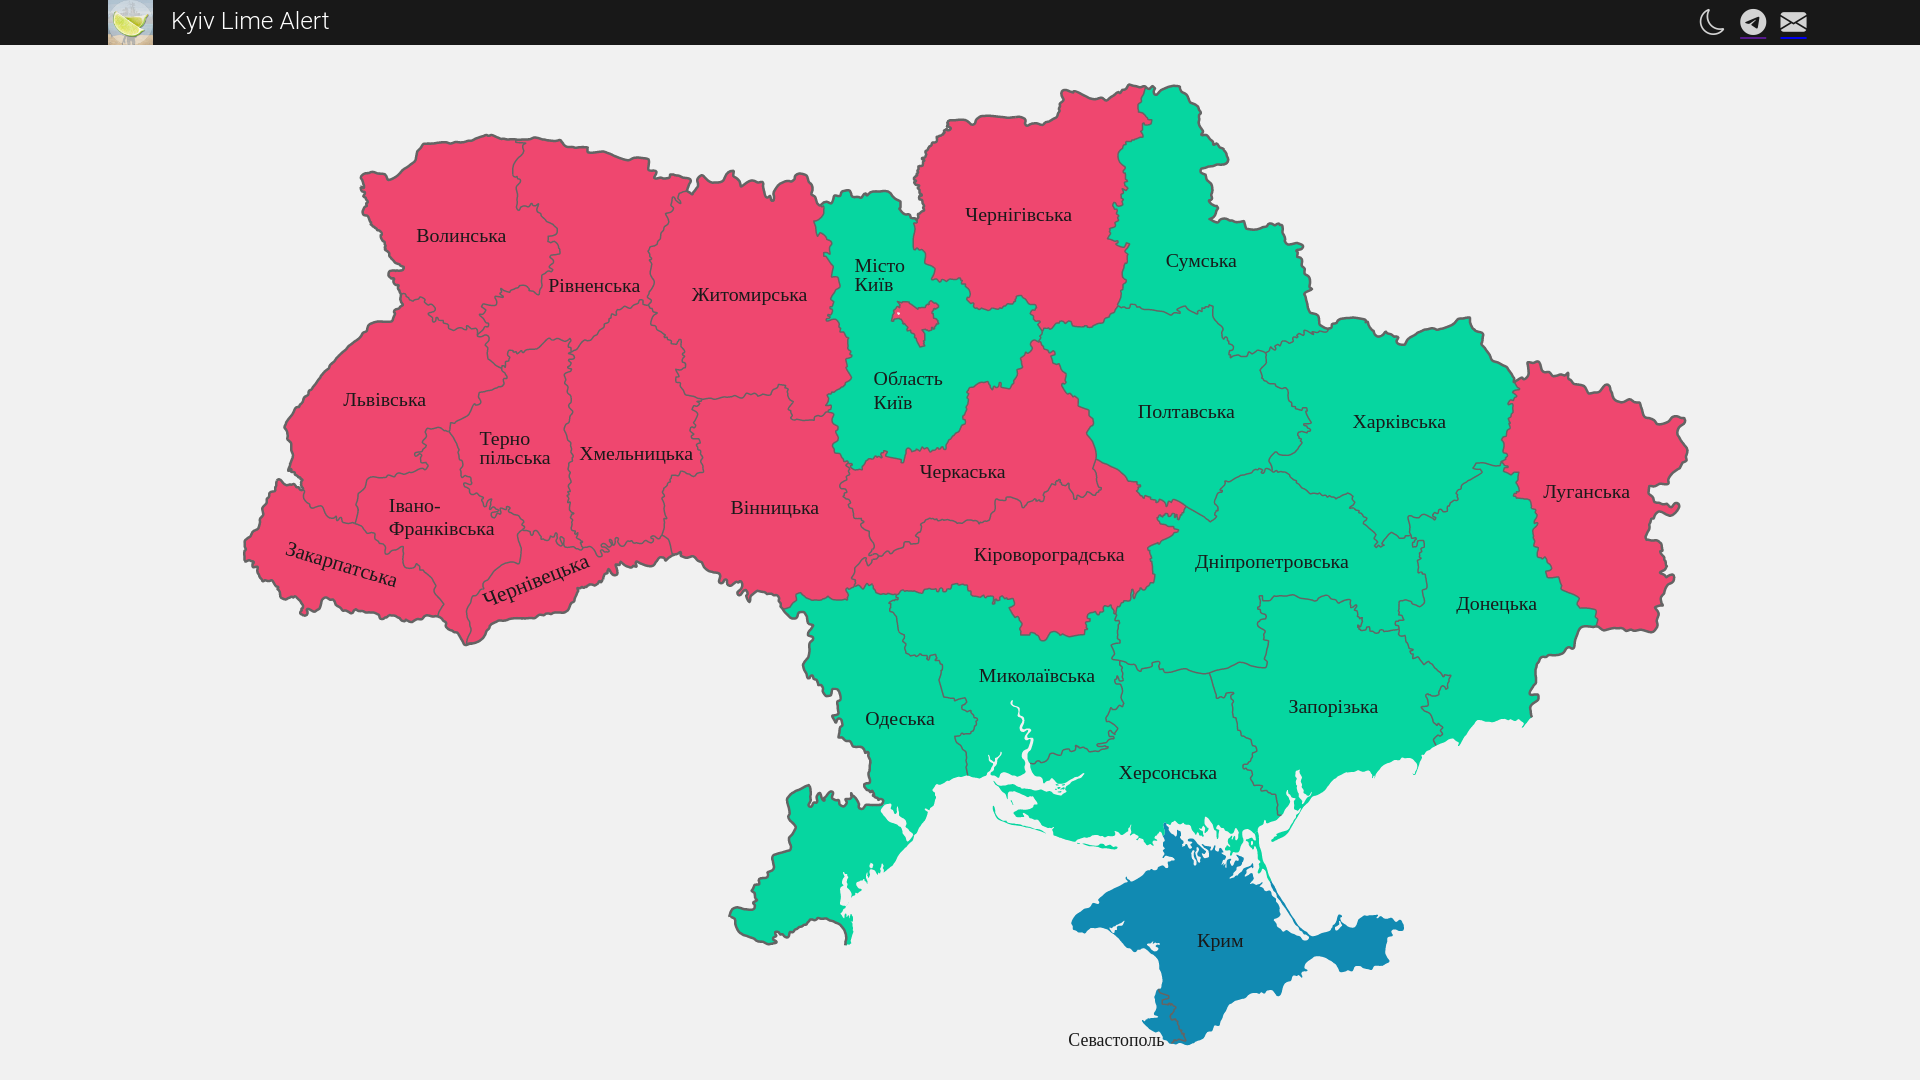 Kyiv Lime Alert
Чернігівська
Волинська
Сумська
Місто
Київ
Рівненська
Житомирська
Область
Київ
Львівська
Полтавська
Харківська
Терно
пільська
Хмельницька
Черкаська
Луганська
Івано-
Франківська
Вінницька
Кіровороградська
Дніпропетровська
Закарпатська
Чернівецька
Донецька
Миколаївська
Запорізька
Одеська
Херсонська
Крим
Севастополь